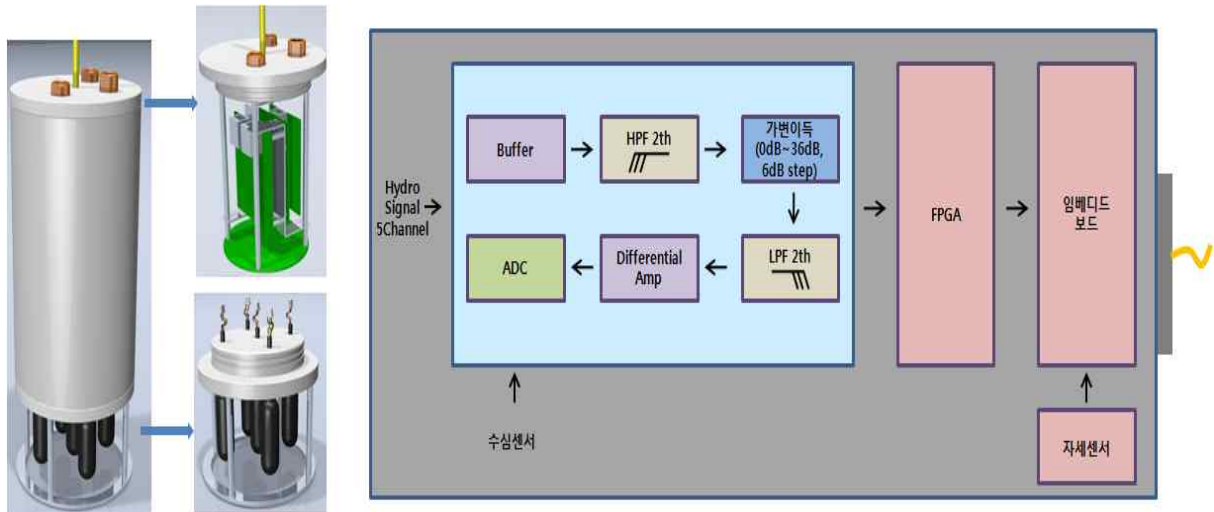 Hydro
Signal
5Channel
Buffer
HPF 2th
가변이득
(0dB~36dB,
6dB step)
ADC
Differential
Amp
LPF 2th
FPGA
임베디드
보드
수심센서
자세센서